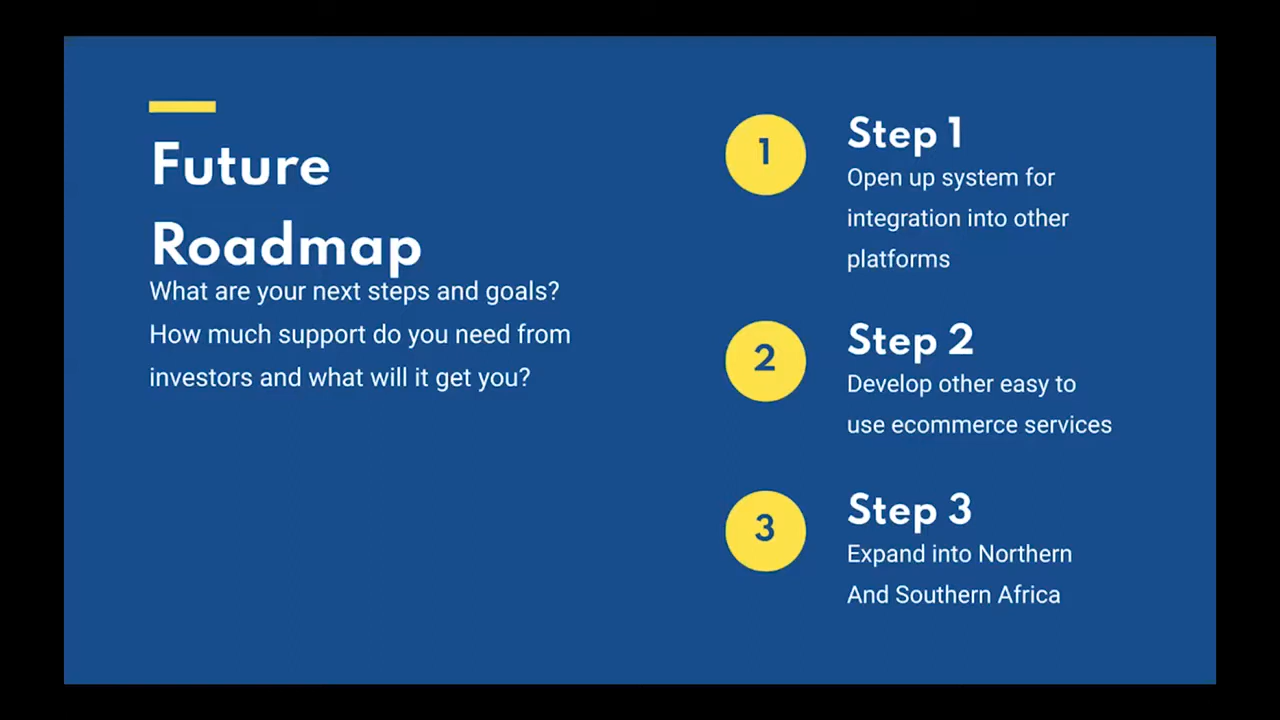 Future
Roadmap
What are your next steps and goals?
How much support do you need from
investors and what will it get you?
1
Step 1
Open up system for
integration into other
platforms
2
Step 2
Develop other easy to
use ecommerce services
3
Step 3
Expand into Northern
And Southern Africa